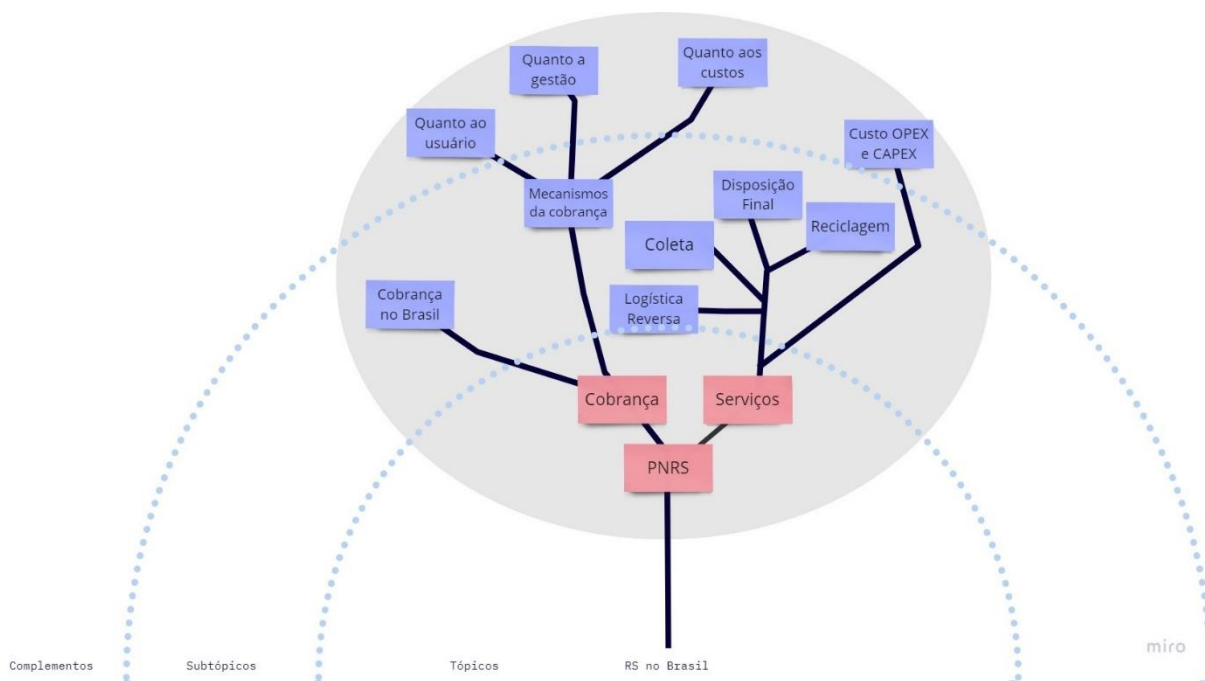 Quanto a
gestão
Quanto aos
custos
Quanto ao
usuário
Custo OPEX
e CAPEX
Mecanismos
da cobrança
Disposição
Final
Reciclagem
Coleta
Cobrança
no Brasil
Logística
Reversa
Cobrança
Serviços
PNRS
miro
Complementos
Subtópicos
Tópicos
RS no Brasil